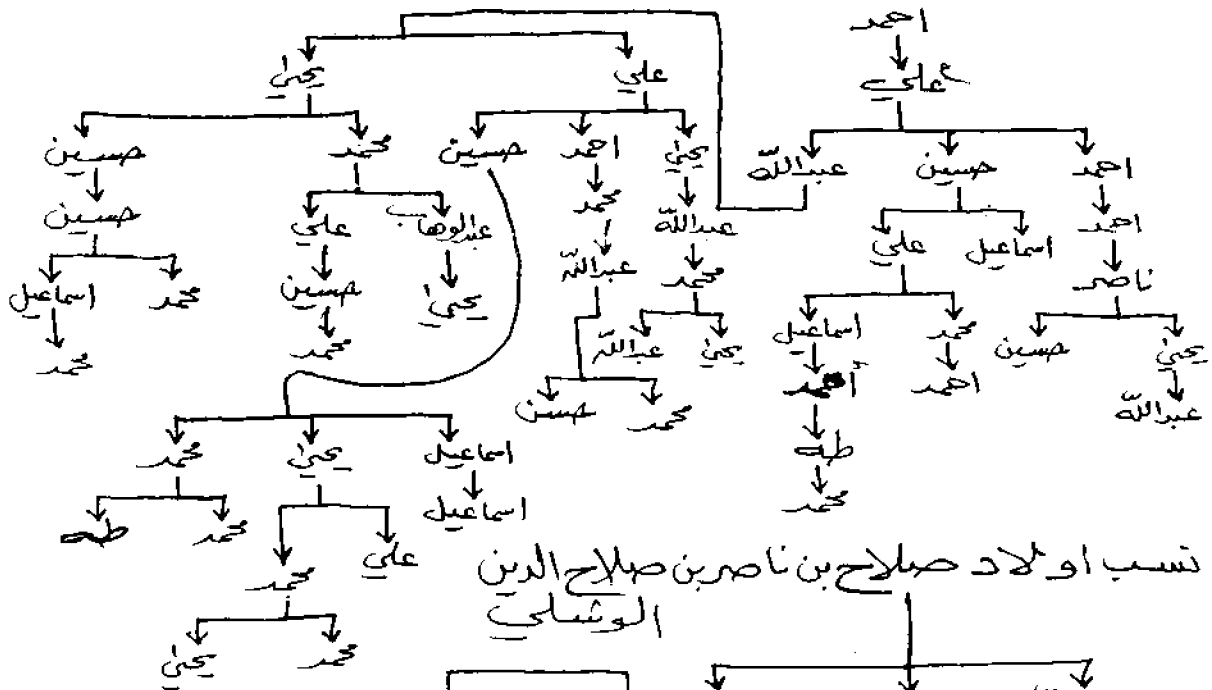 احمد
علي
احمد
حسين
عبدالله
احمد
ناصر
يحيى
حسين
عبدالله
اسماعيل
علي
محمد
اسماعيل
احمد
أحمد
طه
محمد
علي
يحيى
يحيى
احمد
حسين
عبدالله
محمد
يحيى
عبدالله
محمد
عبدالله
محمد
حسن
اسماعيل
يحيى
محمد
اسماعيل
علي
محمد
محمد
يحيى
محمد
طه
محمد
حسين
عبدالوهاب
علي
يحيى
حسين
محمد
حسين
محمد
اسماعيل
محمد
نسب اولاد صلاح بن ناصر بن صلاح الدين
الوشلي